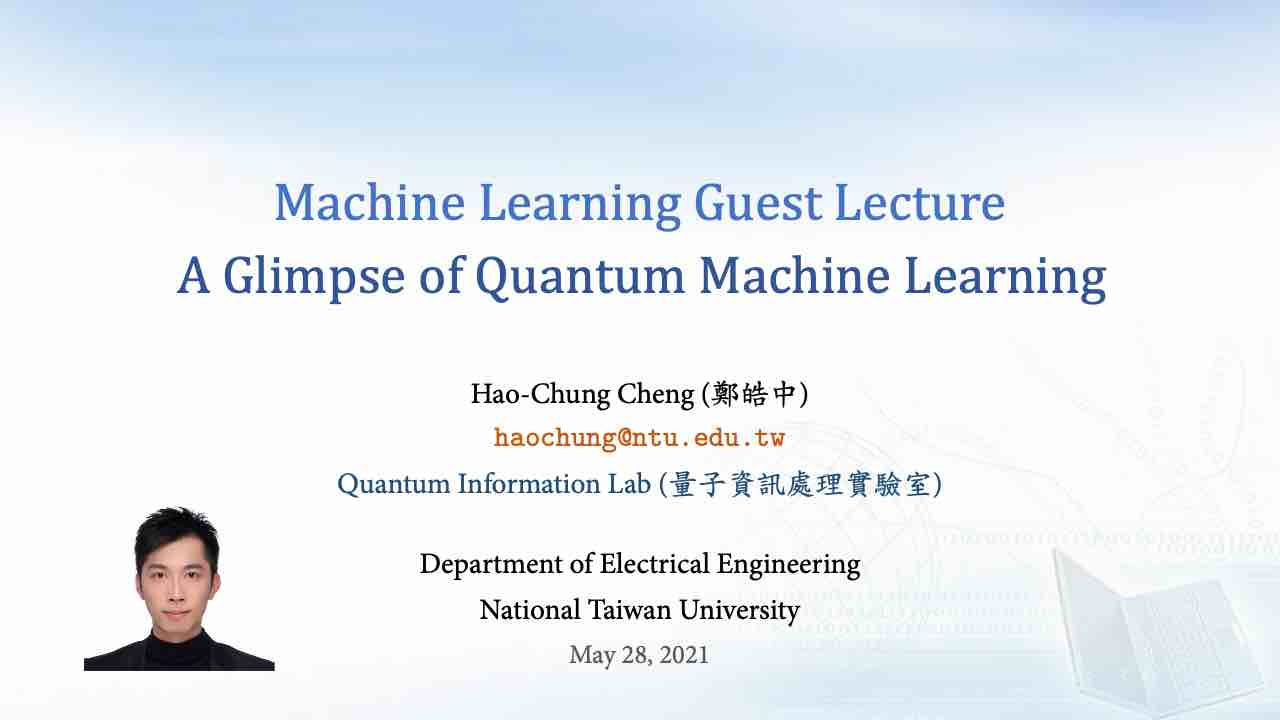 Machine Learning Guest Lecture
A Glimpse of Quantum Machine Learning
Hao-Chung Cheng (鄭皓中)
haochung@ntu.edu.tw
Quantum Information Lab (量子資訊處理實驗室)
Department of Electrical Engineering
National Taiwan University
May 28, 2021